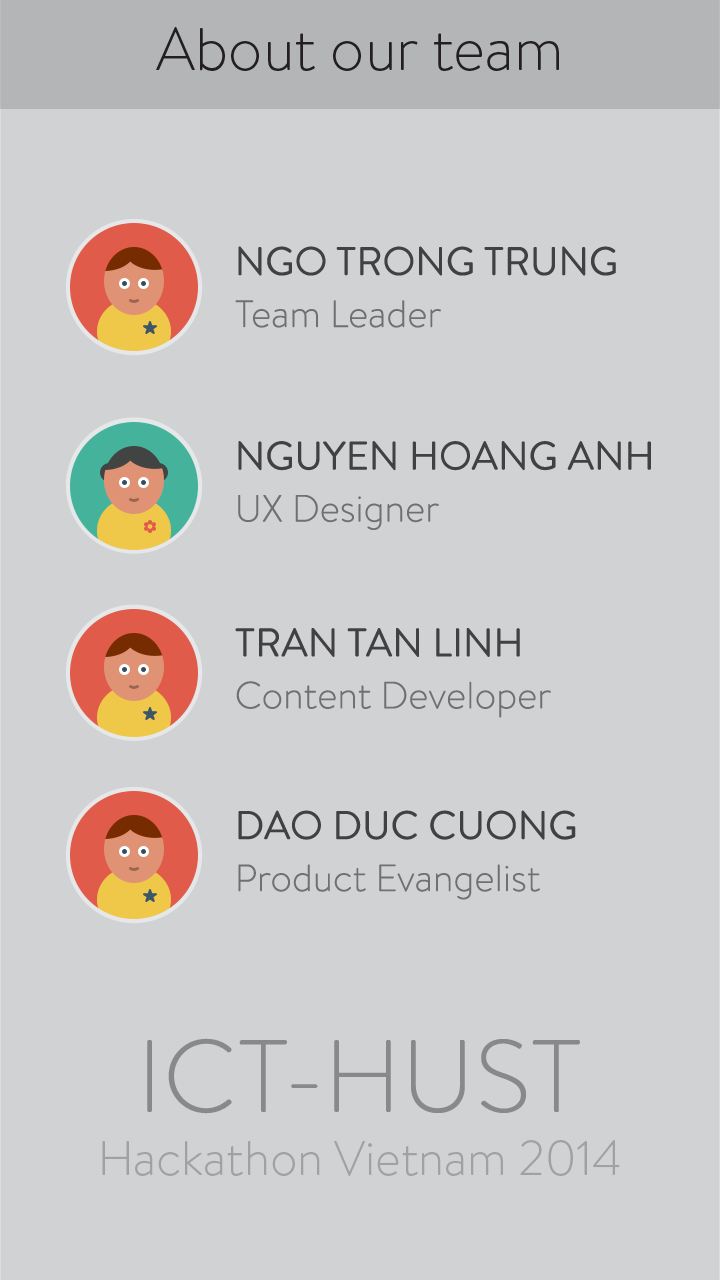 About our team
NGO TRONG TRUNG
Team Leader
NGUYEN HOANG ANH
UX Designer
TRAN TAN LINH
Content Developer
DAO DUC CUONG
Product Evangelist
ICT-HUST
Hackathon Vietnam 2014